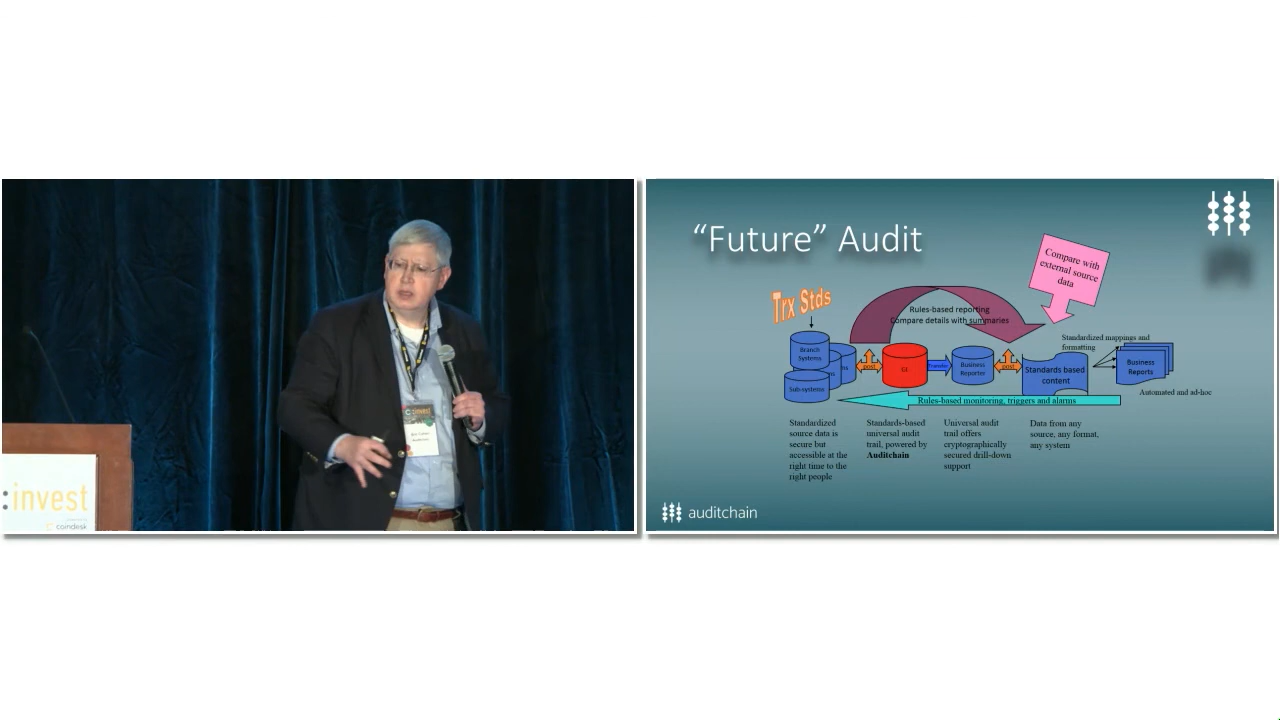 :invest
coindesk
c:invest
"Future" Audit
Compare with
external source
data
Trx Stds
Rules-based reporting
Compare details with summaries
Standardized mappings and
formatting
Branch
Systems
Sub-systems
post
GL
Transfer
Business
Reporter
post
Standards based
content
Business
Reports
Automated and ad-hoc
Rules-based monitoring, triggers and alarms
Standardized
source data is
secure but
accessible at the
right time to the
right people
Standards-based
universal audit
trail, powered by
Auditchain
Universal audit
trail offers
cryptographically
secured drill-down
support
Data from any
source, any format,
any system
auditchain